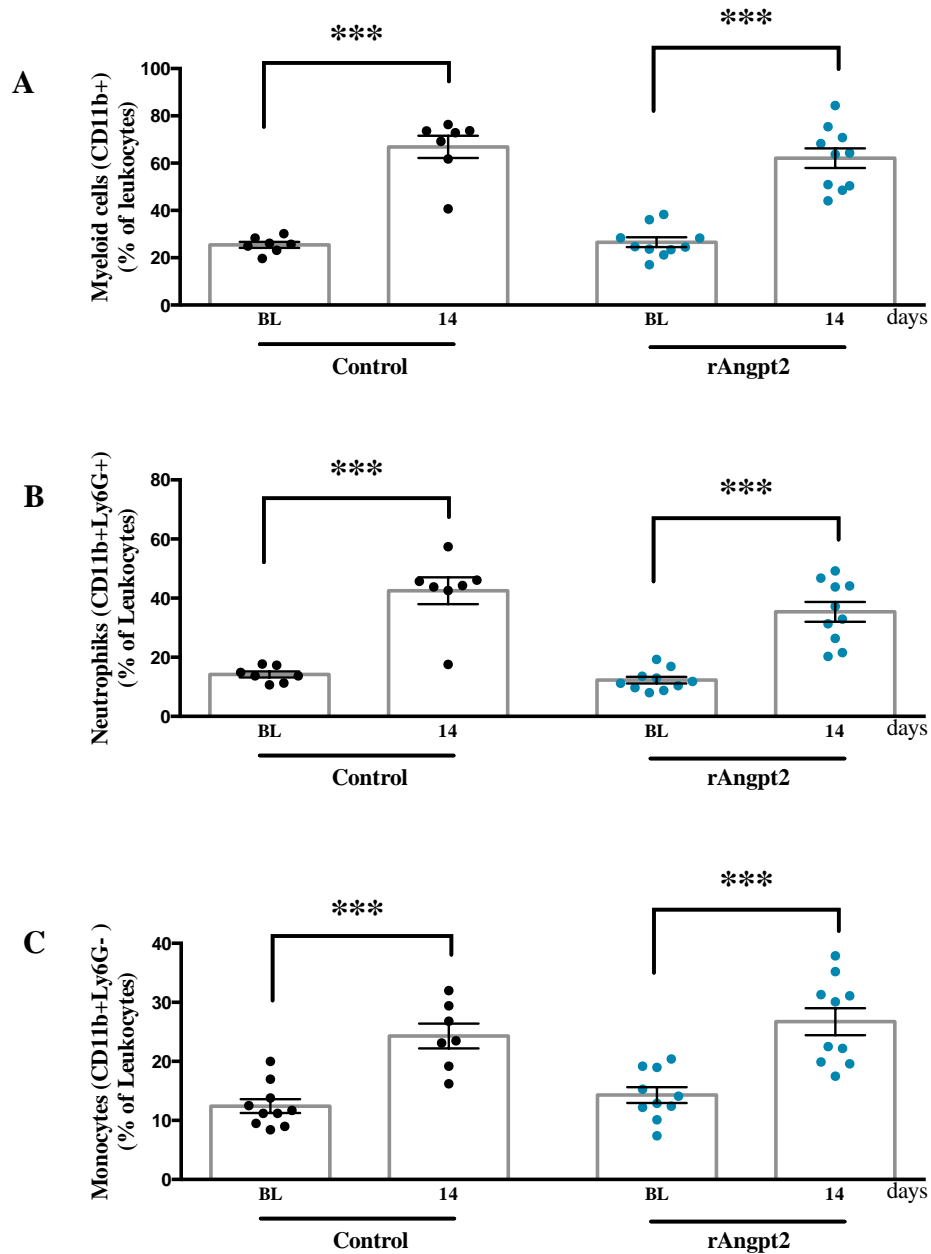 A
Myeloid cells (CD11b+)
(% of leukocytes)
***
***
100
80
60
40
20
0
BL
14
BL
14
days
Control
rAngpt2
B
Neutrophiks (CD11b+Ly6G+)
(% of Leukocytes)
***
***
80
60
40
20
0
BL
14
BL
14
days
Control
rAngpt2
C
Monocytes (CD11b+Ly6G- )
(% of Leukocytes)
***
***
40
30
20
10
0
BL
14
BL
14
days
Control
rAngpt2